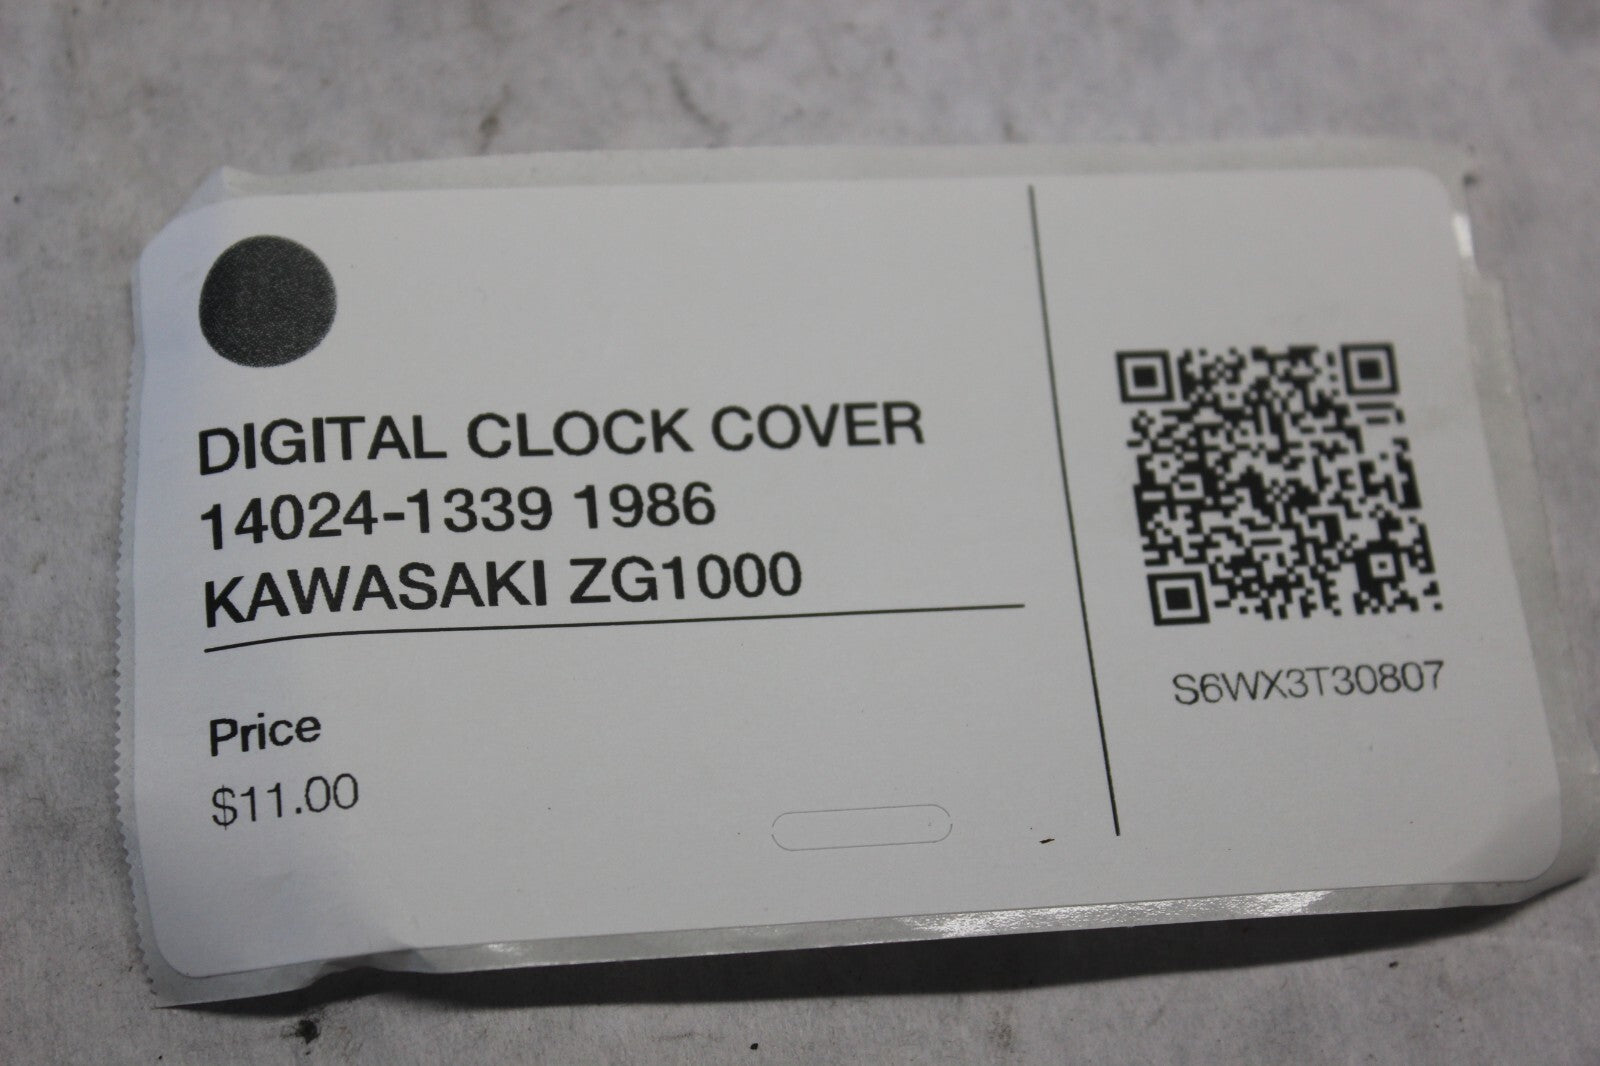 DIGITAL CLOCK COVER
14024-1339 1986
KAWASAKI ZG1000
Price
$11.00
S6WX3T30807